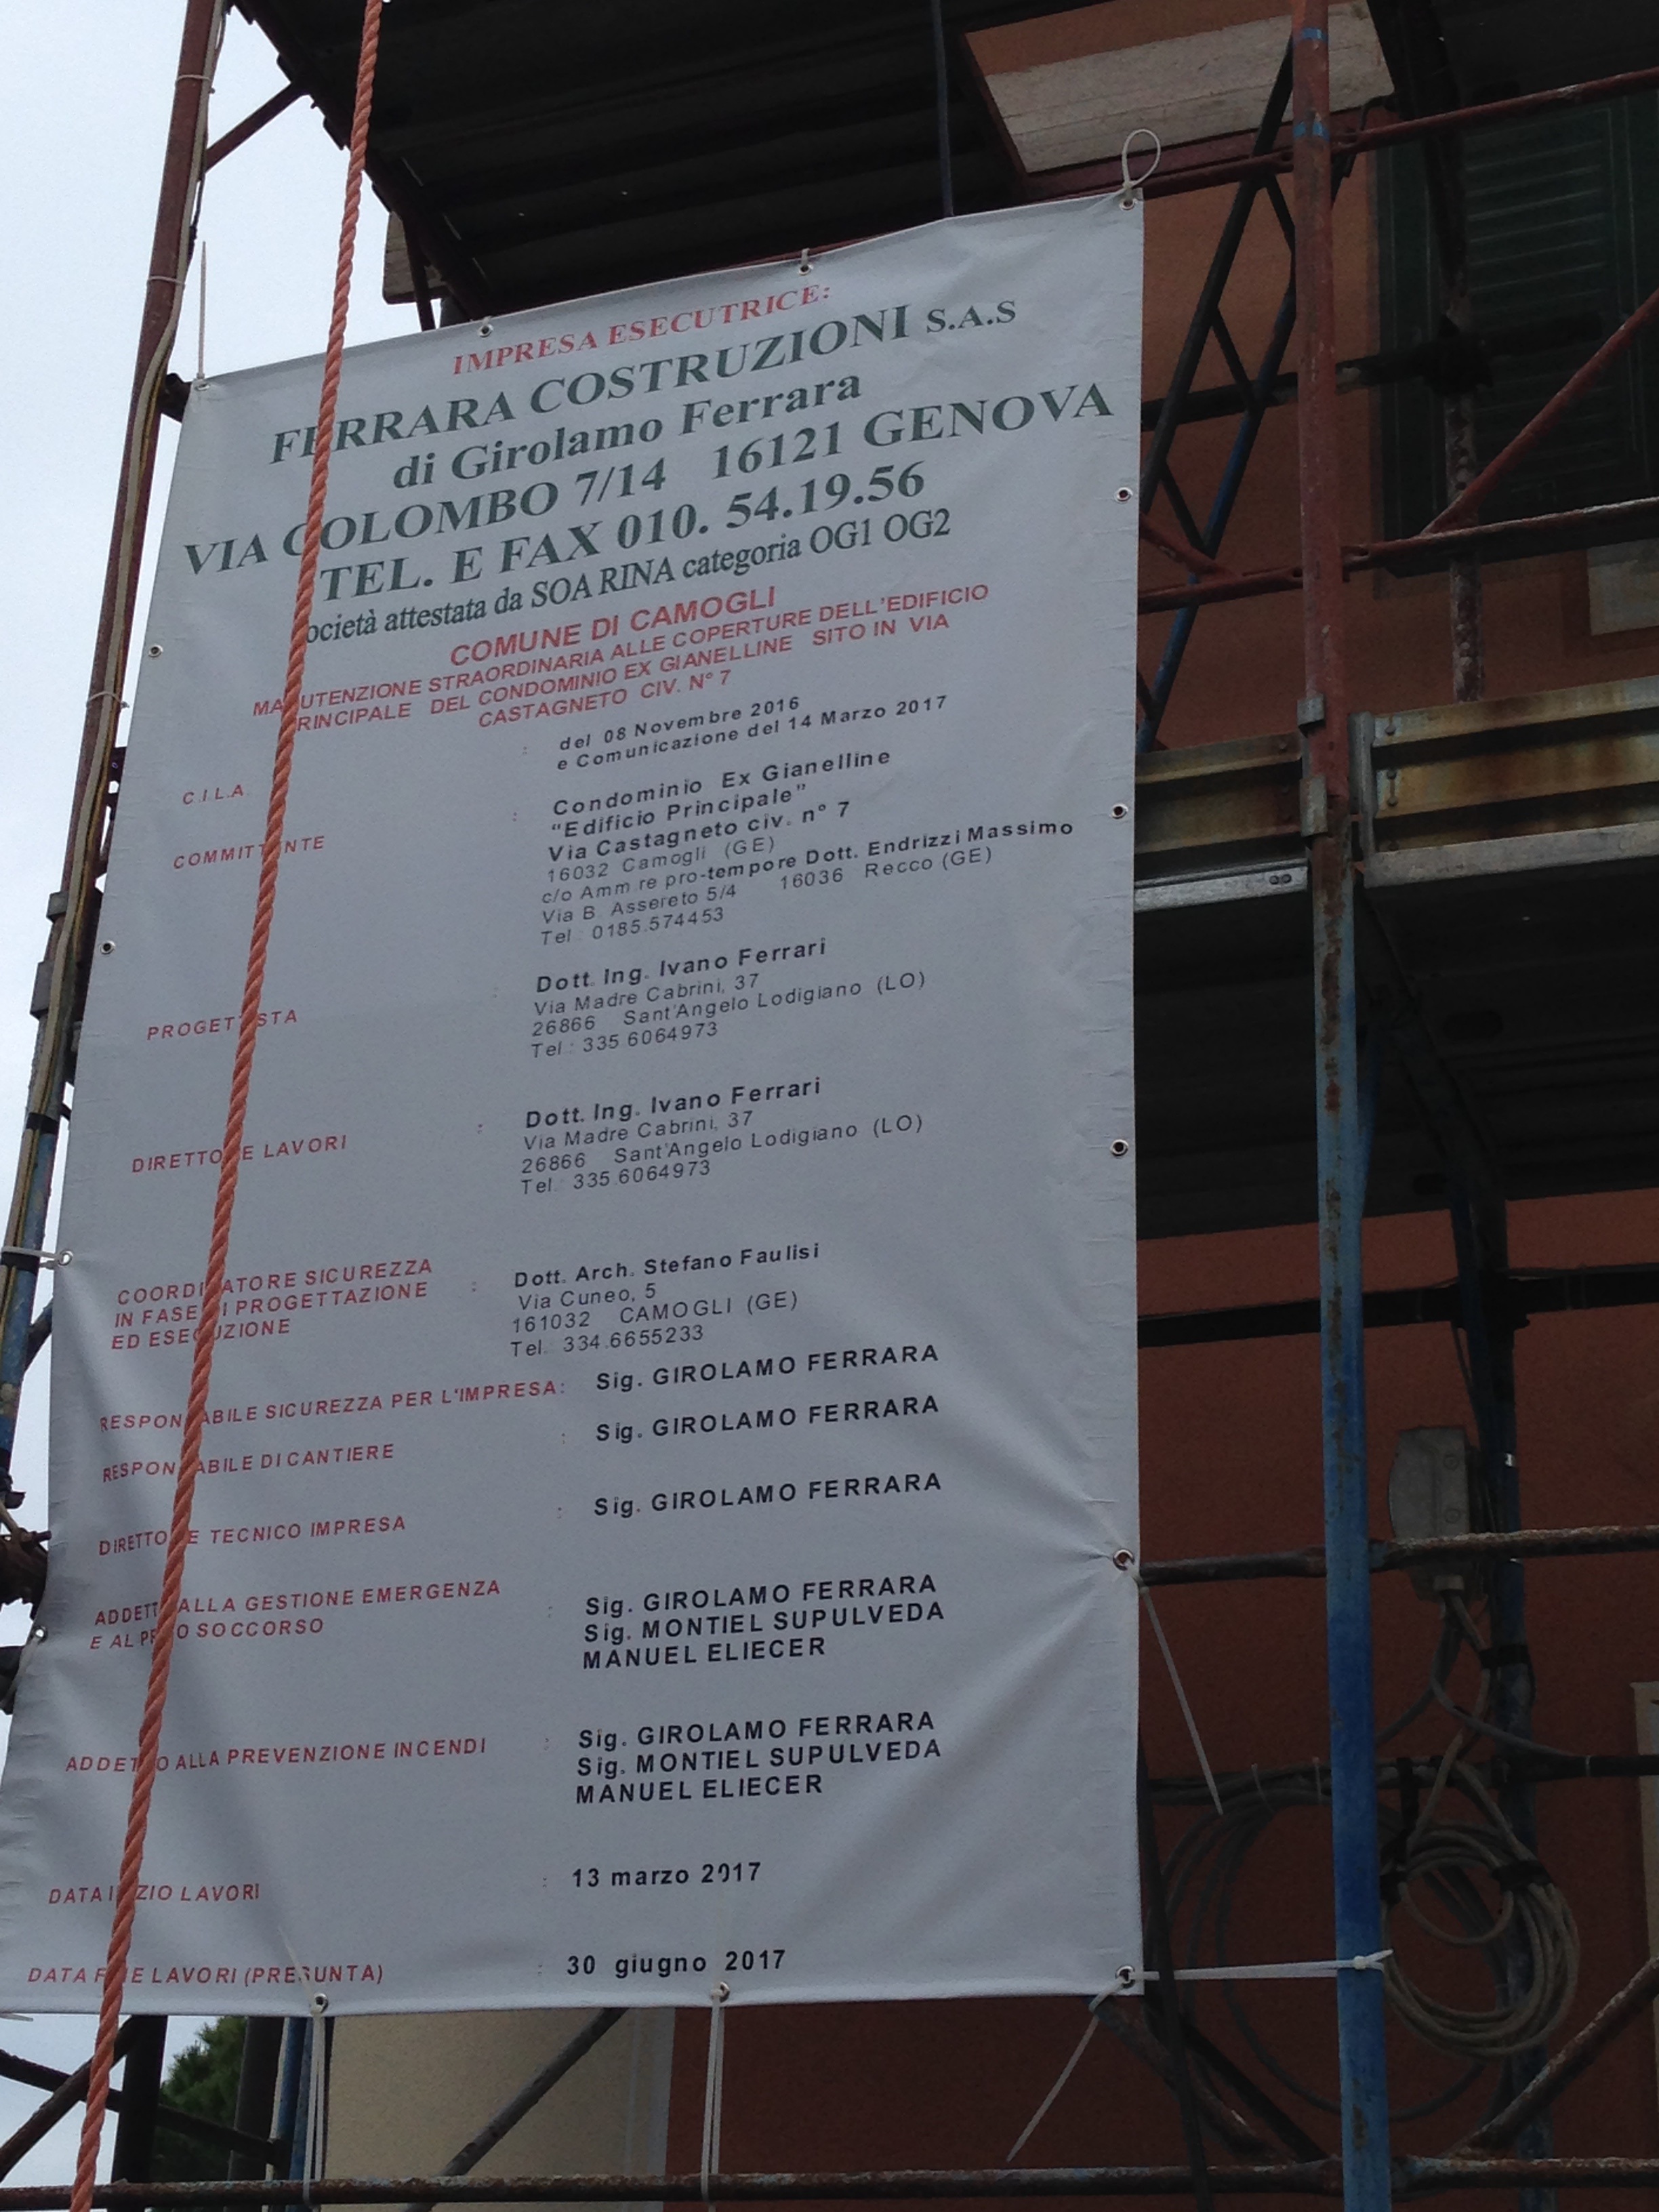 IMPRESA ESECUTRICE:
FERRARA COSTRUZIONI S.A.S
di Girolamo Ferrara
VIA COLOMBO 7/14 16121 GENOVA
TEL. E FAX 010. 54.19.56
ocietà attestata da SOA RINA categoria OG1 OG2
COMUNE DI CAMOGLI
MANUTENZIONE STRAORDINARIA ALLE COPERTURE DELL'EDIFICIO
PRINCIPALE DEL CONDOMINIO EX GIANELLINE SITO IN VIA
CASTAGNETO CIV. N° 7
C.I.L.A. : del 08 Novembre 2016
e Comunicazione del 14 Marzo 2017
COMMITTENTE : Condominio Ex Gianelline
"Edificio Principale"
Via Castagneto civ. n° 7
16032 Camogli (GE)
c/o Amm.re pro-tempore Dott. Endrizzi Massimo
Via B. Assereto 5/4 16036 Recco (GE)
Tel.: 0185.574453
PROGETTISTA : Dott. Ing. Ivano Ferrari
Via Madre Cabrini, 37
26866 Sant'Angelo Lodigiano (LO)
Tel.: 335.6064973
DIRETTORE LAVORI : Dott. Ing. Ivano Ferrari
Via Madre Cabrini, 37
26866 Sant'Angelo Lodigiano (LO)
Tel. 335.6064973
COORDINATORE SICUREZZA : Dott. Arch. Stefano Faulisi
IN FASE DI PROGETTAZIONE Via Cuneo, 5
ED ESECUZIONE 161032 CAMOGLI (GE)
Tel. 334.6655233
RESPONSABILE SICUREZZA PER L'IMPRESA: Sig. GIROLAMO FERRARA
RESPONSABILE DI CANTIERE : Sig. GIROLAMO FERRARA
DIRETTORE TECNICO IMPRESA : Sig. GIROLAMO FERRARA
ADDETTO ALLA GESTIONE EMERGENZA : Sig. GIROLAMO FERRARA
E AL PRIMO SOCCORSO Sig. MONTIEL SUPULVEDA
MANUEL ELIECER
ADDETTO ALLA PREVENZIONE INCENDI : Sig. GIROLAMO FERRARA
Sig. MONTIEL SUPULVEDA
MANUEL ELIECER
DATA INIZIO LAVORI : 13 marzo 2017
DATA FINE LAVORI (PRESUNTA) : 30 giugno 2017